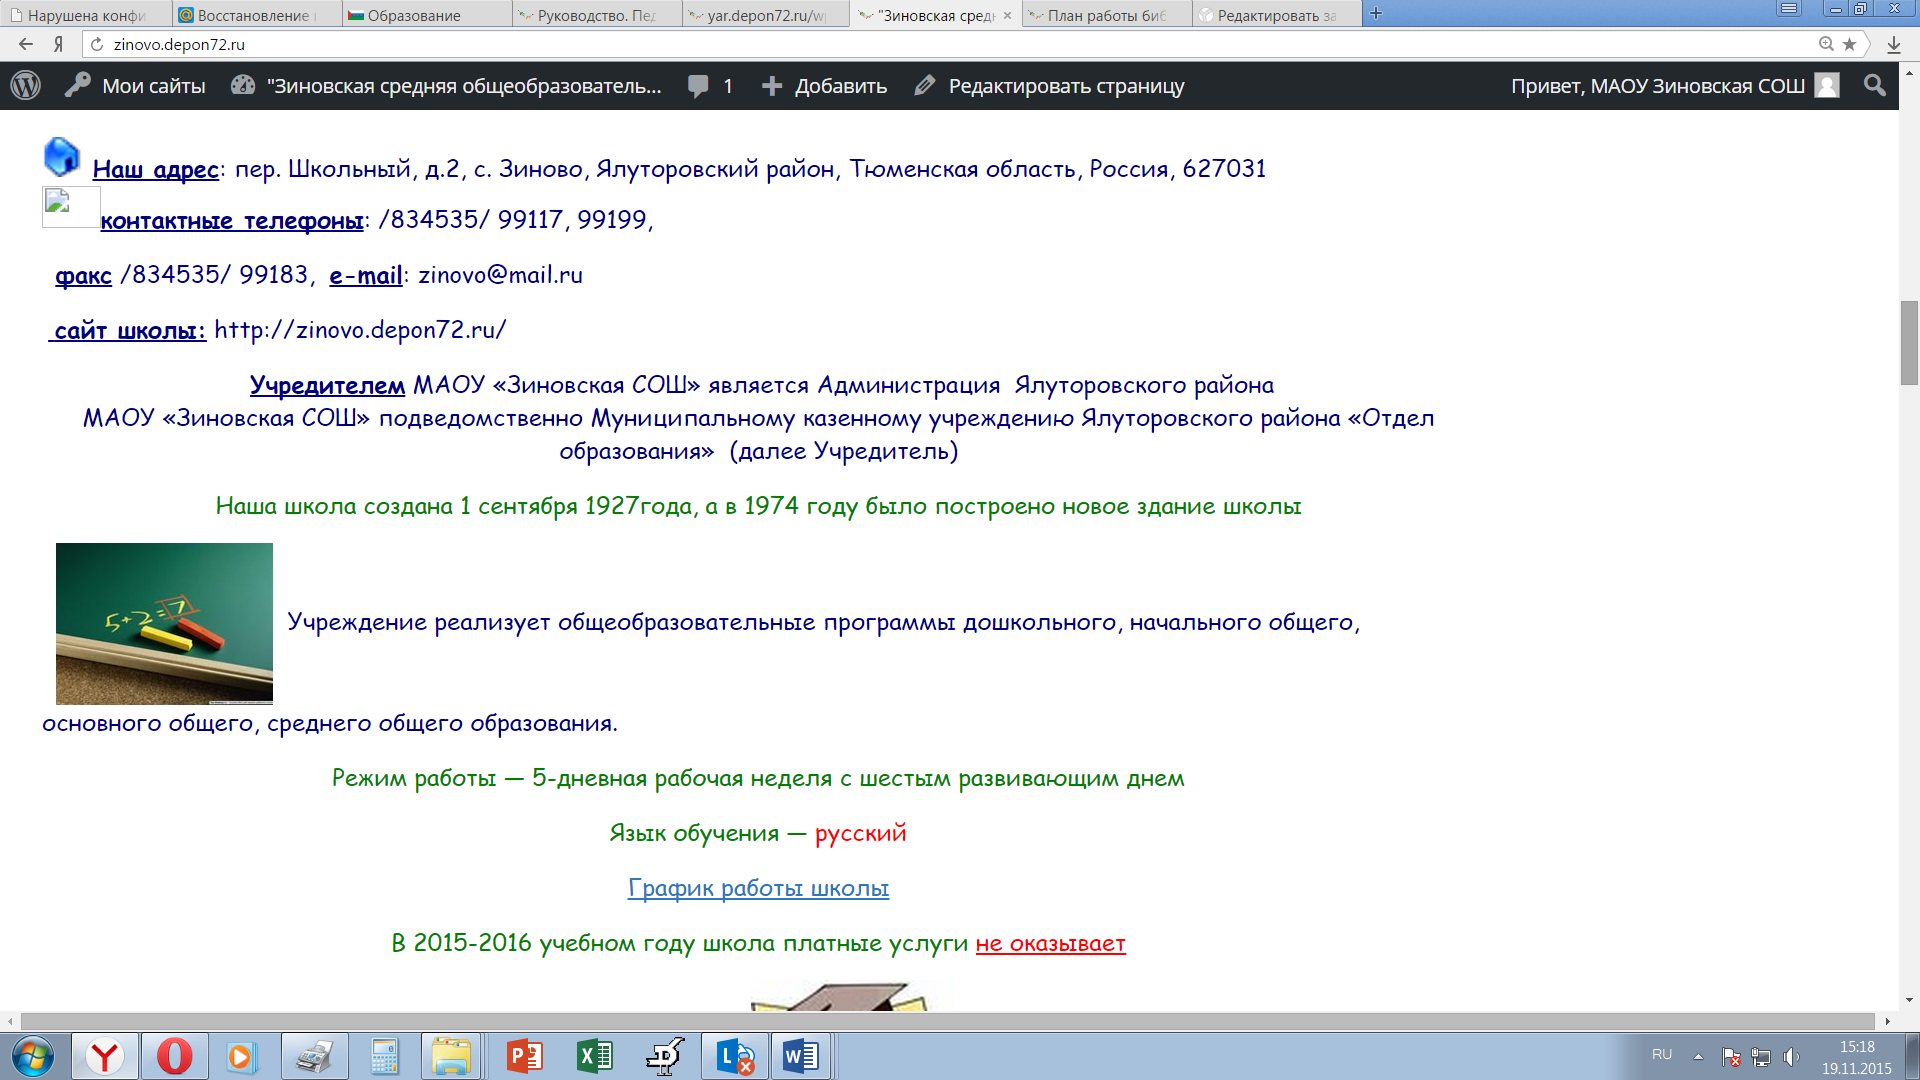 Нарушена конфи
Восстановление
Образование
Руководство. Пед
yar.depon72.ru/wp
"Зиновская средн
План работы биб
Редактировать за
zinovo.depon72.ru
Мои сайты
"Зиновская средняя общеобразователь...
1
Добавить
Редактировать страницу
Привет, МАОУ Зиновская СОШ
Наш адрес: пер. Школьный, д.2, с. Зиново, Ялуторовский район, Тюменская область, Россия, 627031
контактные телефоны: /834535/ 99117, 99199,
факс /834535/ 99183, e-mail: zinovo@mail.ru
сайт школы: http://zinovo.depon72.ru/
Учредителем МАОУ «Зиновская СОШ» является Администрация Ялуторовского района
МАОУ «Зиновская СОШ» подведомственно Муниципальному казенному учреждению Ялуторовского района «Отдел
образования» (далее Учредитель)
Наша школа создана 1 сентября 1927года, а в 1974 году было построено новое здание школы
5+2=7
Учреждение реализует общеобразовательные программы дошкольного, начального общего,
основного общего, среднего общего образования.
Режим работы — 5-дневная рабочая неделя с шестым развивающим днем
Язык обучения — русский
График работы школы
В 2015-2016 учебном году школа платные услуги не оказывает
RU
15:18
19.11.2015